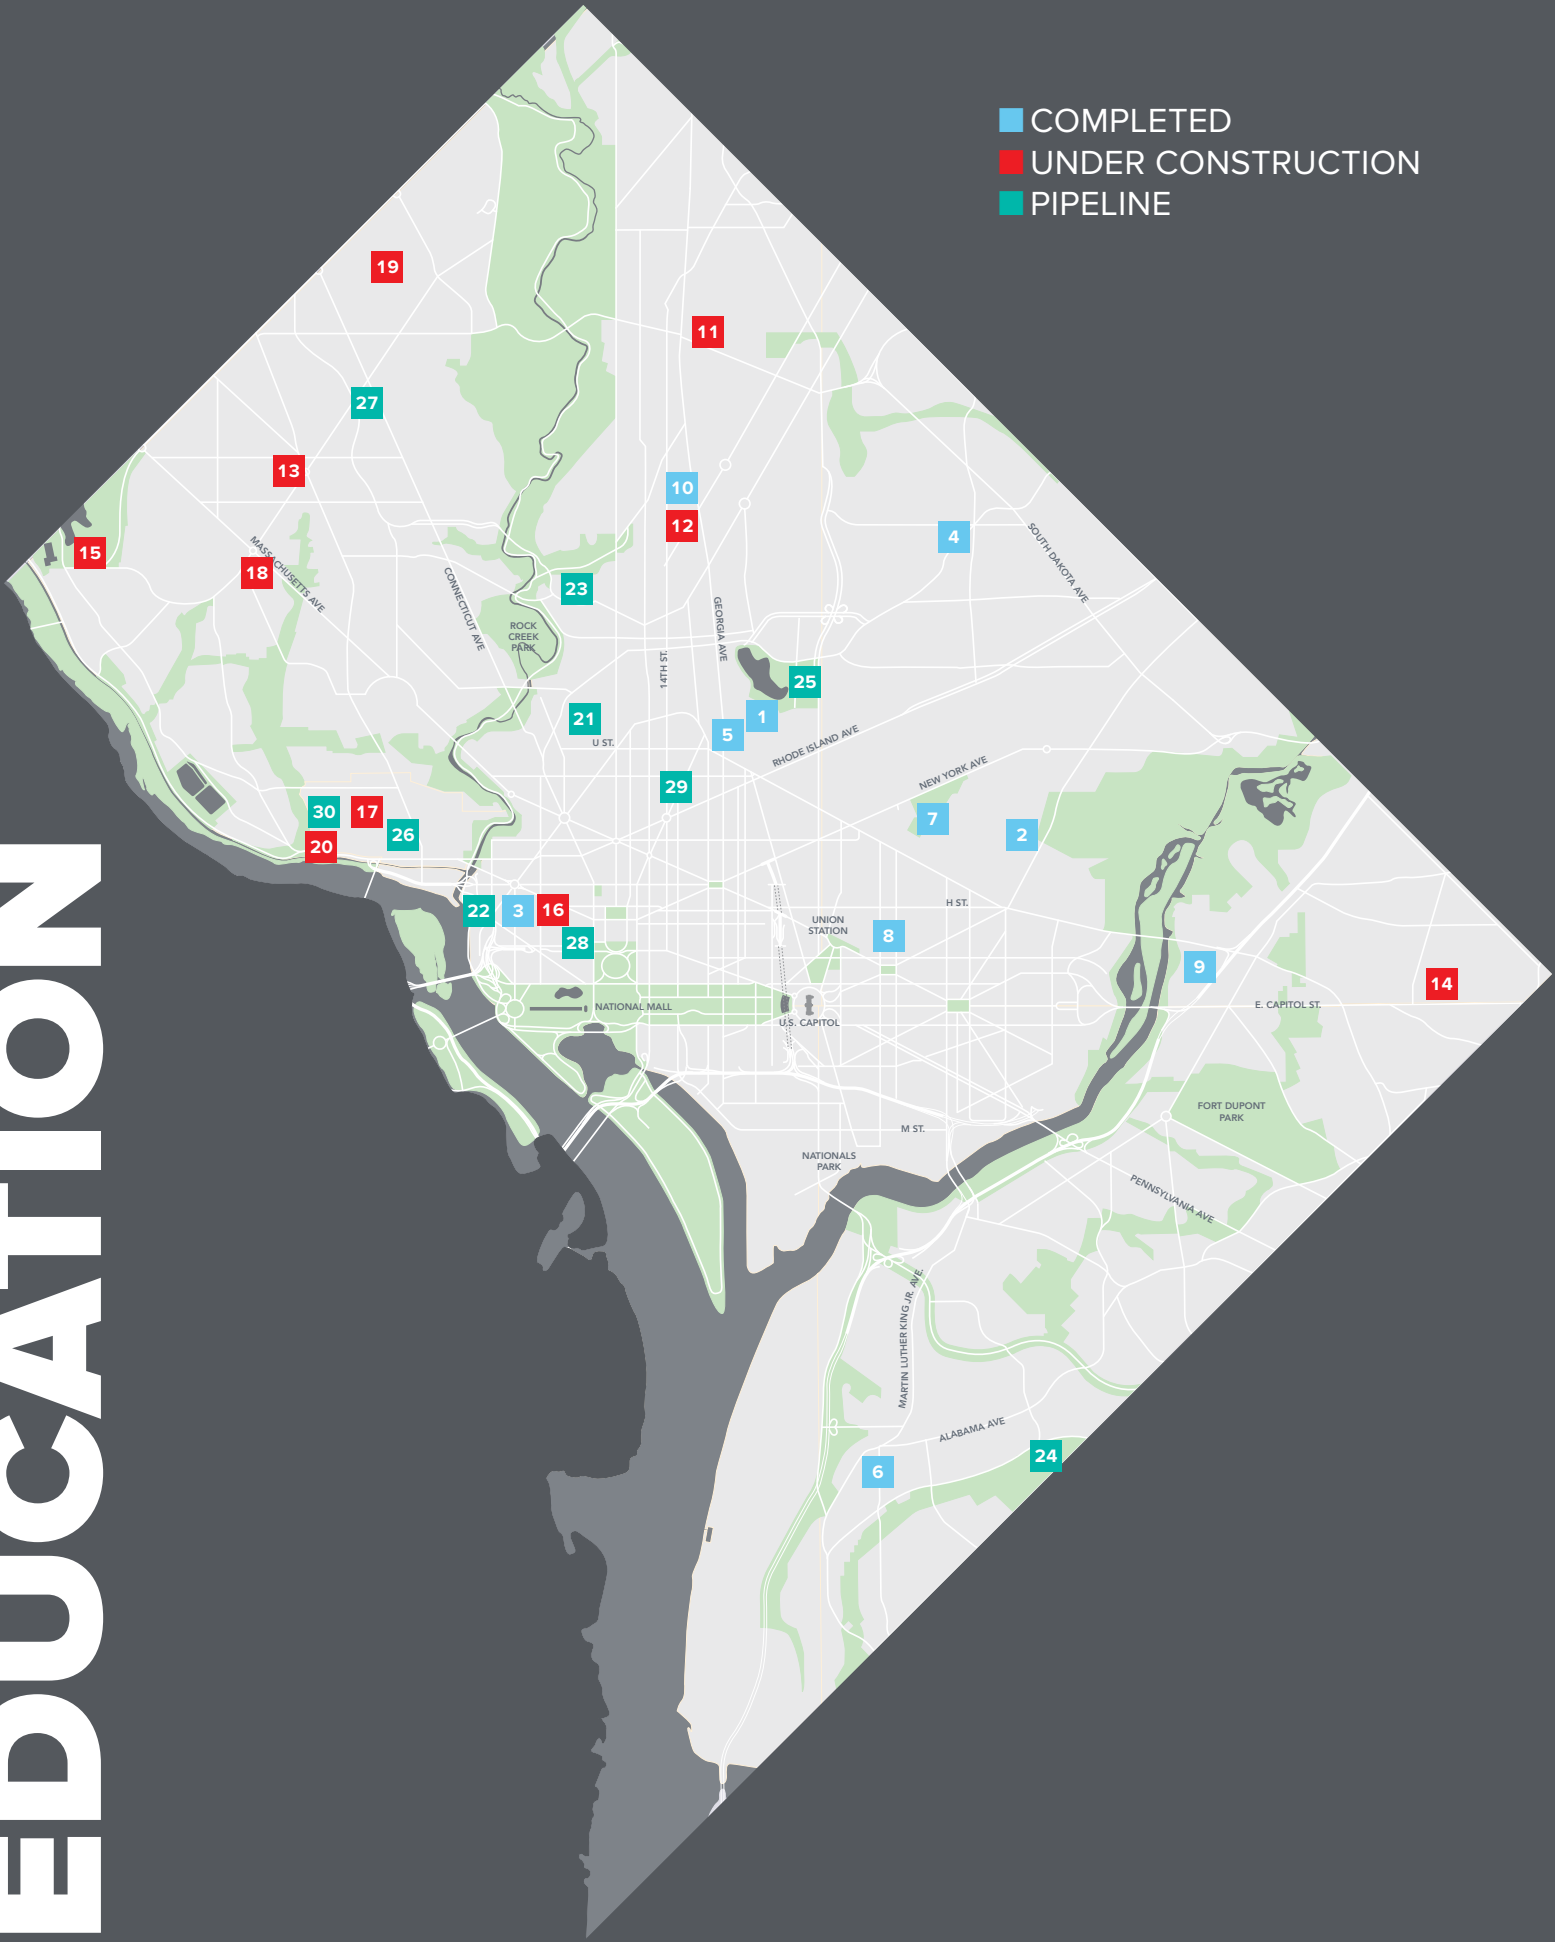 EDUCATION
COMPLETED
UNDER CONSTRUCTION
PIPELINE
19
11
27
13
10
12
4
SOUTH DAKOTA AVE
15
MASSACHUSETTS AVE
18
CONNECTICUT AVE
23
ROCK
CREEK
PARK
GEORGIA AVE
14TH ST.
25
21
1
5
U ST.
RHODE ISLAND AVE
NEW YORK AVE
29
30
17
26
20
7
2
22
3
16
28
H ST.
UNION
STATION
8
9
14
NATIONAL MALL
E. CAPITOL ST.
U.S. CAPITOL
FORT DUPONT
PARK
M ST.
NATIONALS
PARK
PENNSYLVANIA AVE
MARTIN LUTHER KING JR. AVE.
ALABAMA AVE
24
6